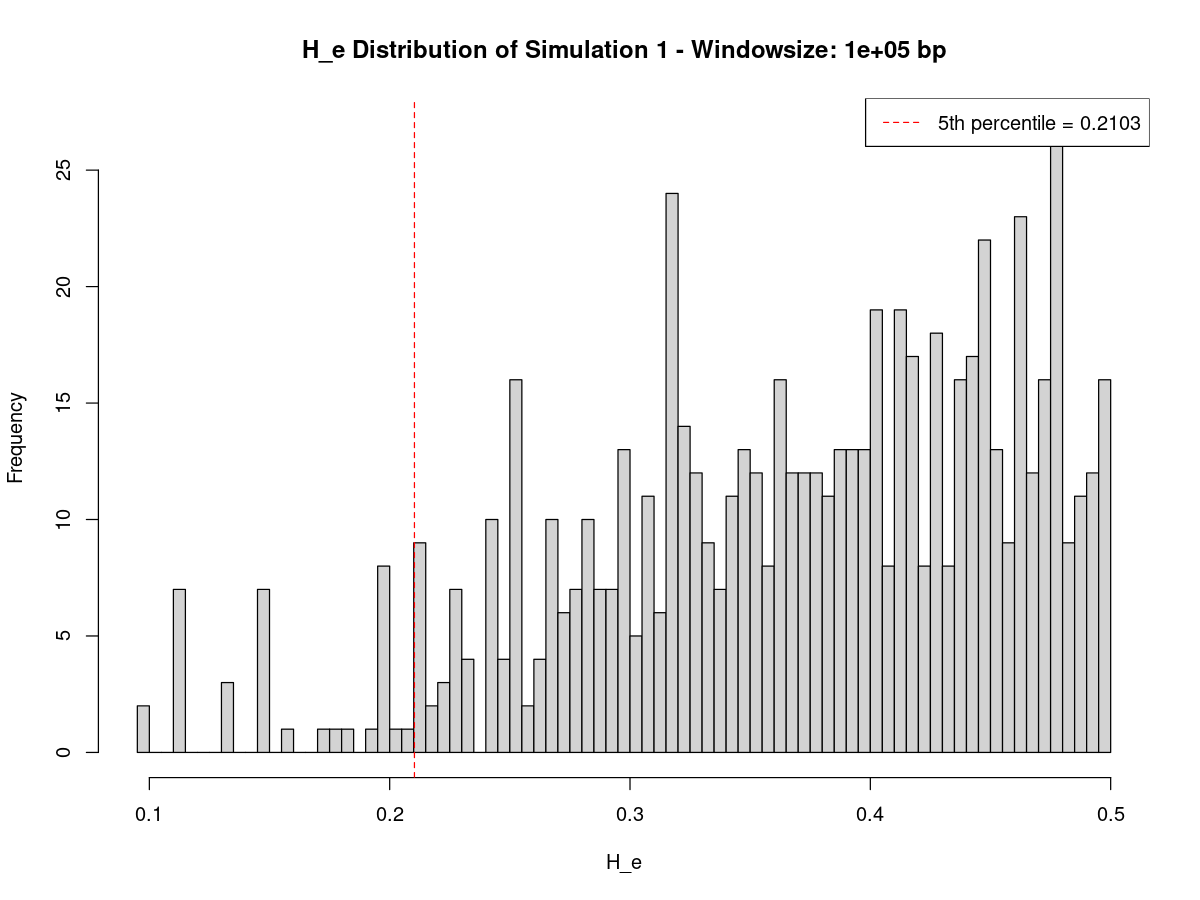 H_e Distribution of Simulation 1 - Windowsize: 1e+05 bp
5th percentile = 0.2103
25
20
15
10
5
0
Frequency
0.1 0.2 0.3 0.4 0.5
H_e